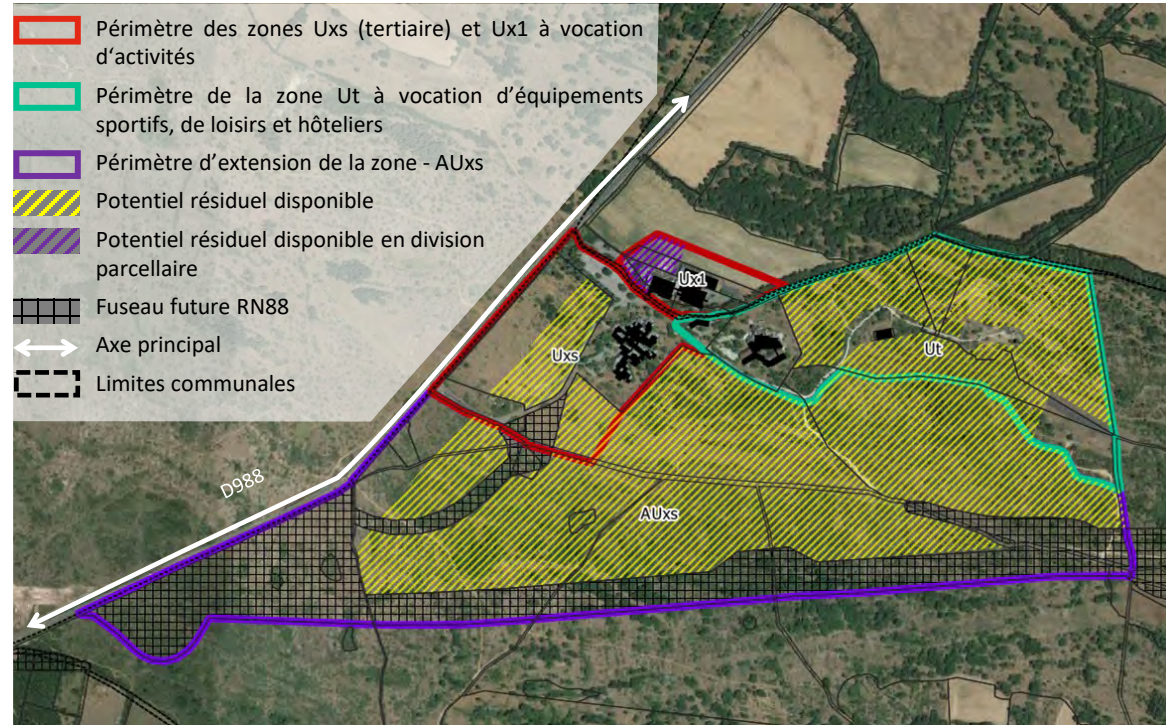 Périmètre des zones Uxs (tertiaire) et Ux1 à vocation
d‘activités
Périmètre de la zone Ut à vocation d’équipements
sportifs, de loisirs et hôteliers
Périmètre d’extension de la zone - AUxs
Potentiel résiduel disponible
Potentiel résiduel disponible en division
parcellaire
Fuseau future RN88
Axe principal
Limites communales
Ux1
Uxs
Ut
D988
AUxs